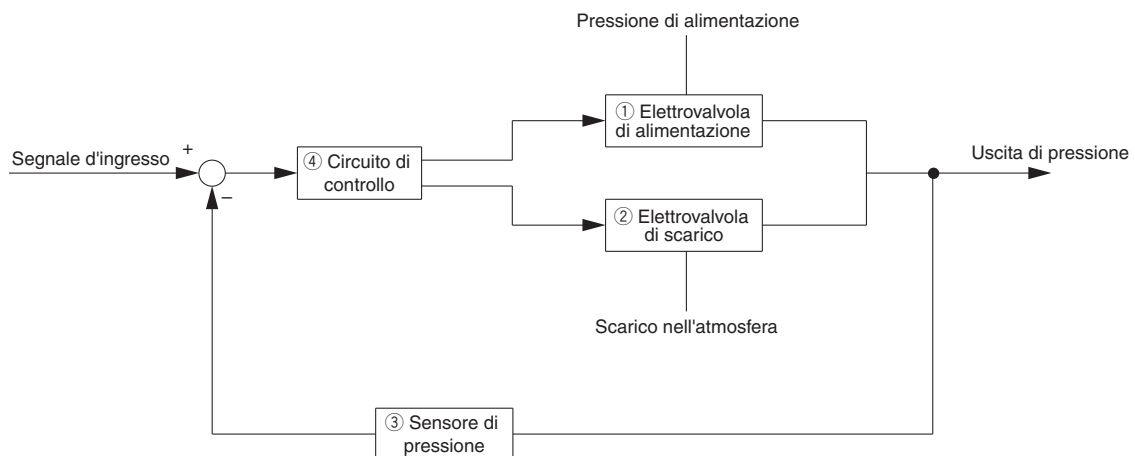 Pressione di alimentazione
① Elettrovalvola
di alimentazione
Segnale d'ingresso
+
−
④ Circuito di
controllo
Uscita di pressione
② Elettrovalvola
di scarico
Scarico nell'atmosfera
③ Sensore di
pressione